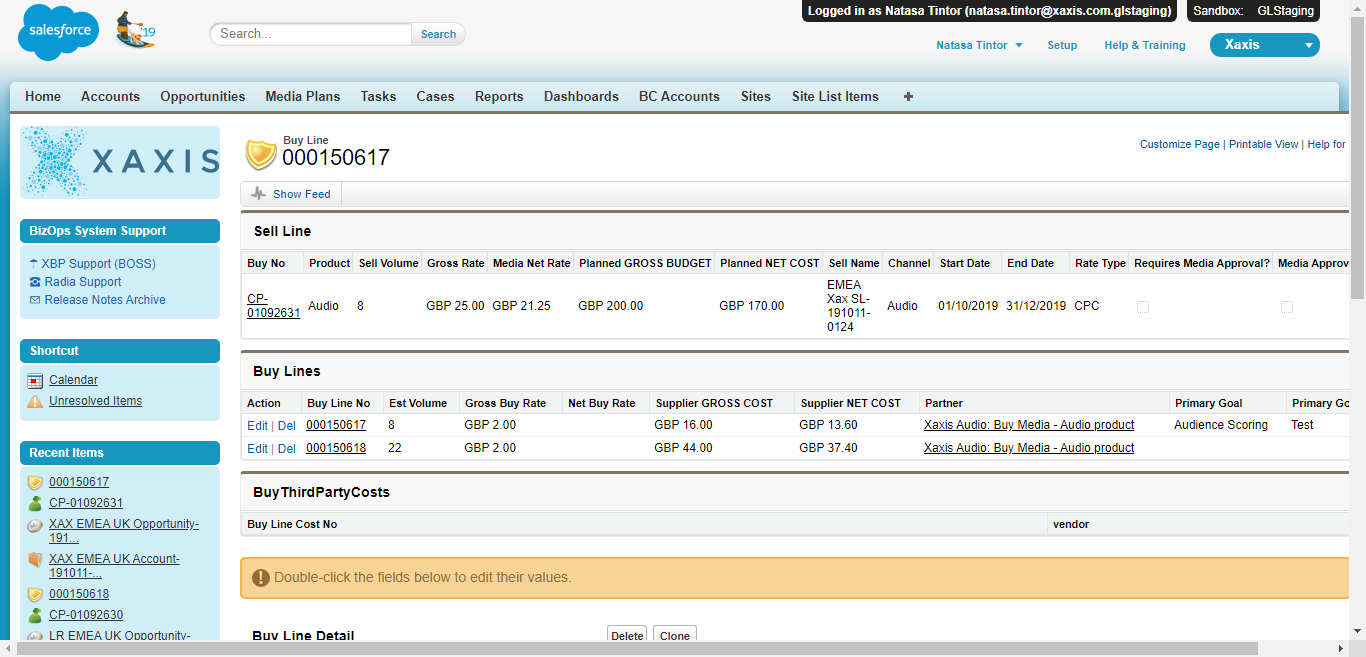 Logged in as Natasa Tintor (natasa.tintor@xaxis.com.glstaging) Sandbox: GLStaging
salesforce '19 Search... Search
Natasa Tintor Setup Help & Training Xaxis
Home Accounts Opportunities Media Plans Tasks Cases Reports Dashboards BC Accounts Sites Site List Items +
XAXIS
BizOps System Support
XBP Support (BOSS)
Radia Support
Release Notes Archive
Shortcut
Calendar
Unresolved Items
Recent Items
000150617
CP-01092631
XAX EMEA UK Opportunity-
191...
XAX EMEA UK Account-
191011-...
000150618
CP-01092630
LR EMEA UK Opportunity-
Buy Line
000150617
Customize Page | Printable View | Help for
Show Feed
Sell Line
Buy No Product Sell Volume Gross Rate Media Net Rate Planned GROSS BUDGET Planned NET COST Sell Name Channel Start Date End Date Rate Type Requires Media Approval? Media Approv
CP-
01092631 Audio 8 GBP 25.00 GBP 21.25 GBP 200.00 GBP 170.00 EMEA
Xax SL-
191011-
0124 Audio 01/10/2019 31/12/2019 CPC
Buy Lines
Action Buy Line No Est Volume Gross Buy Rate Net Buy Rate Supplier GROSS COST Supplier NET COST Partner Primary Goal Primary Go
Edit | Del 000150617 8 GBP 2.00 GBP 16.00 GBP 13.60 Xaxis Audio: Buy Media - Audio product Audience Scoring Test
Edit | Del 000150618 22 GBP 2.00 GBP 44.00 GBP 37.40 Xaxis Audio: Buy Media - Audio product
BuyThirdPartyCosts
Buy Line Cost No vendor
Double-click the fields below to edit their values.
Buy Line Detail Delete Clone